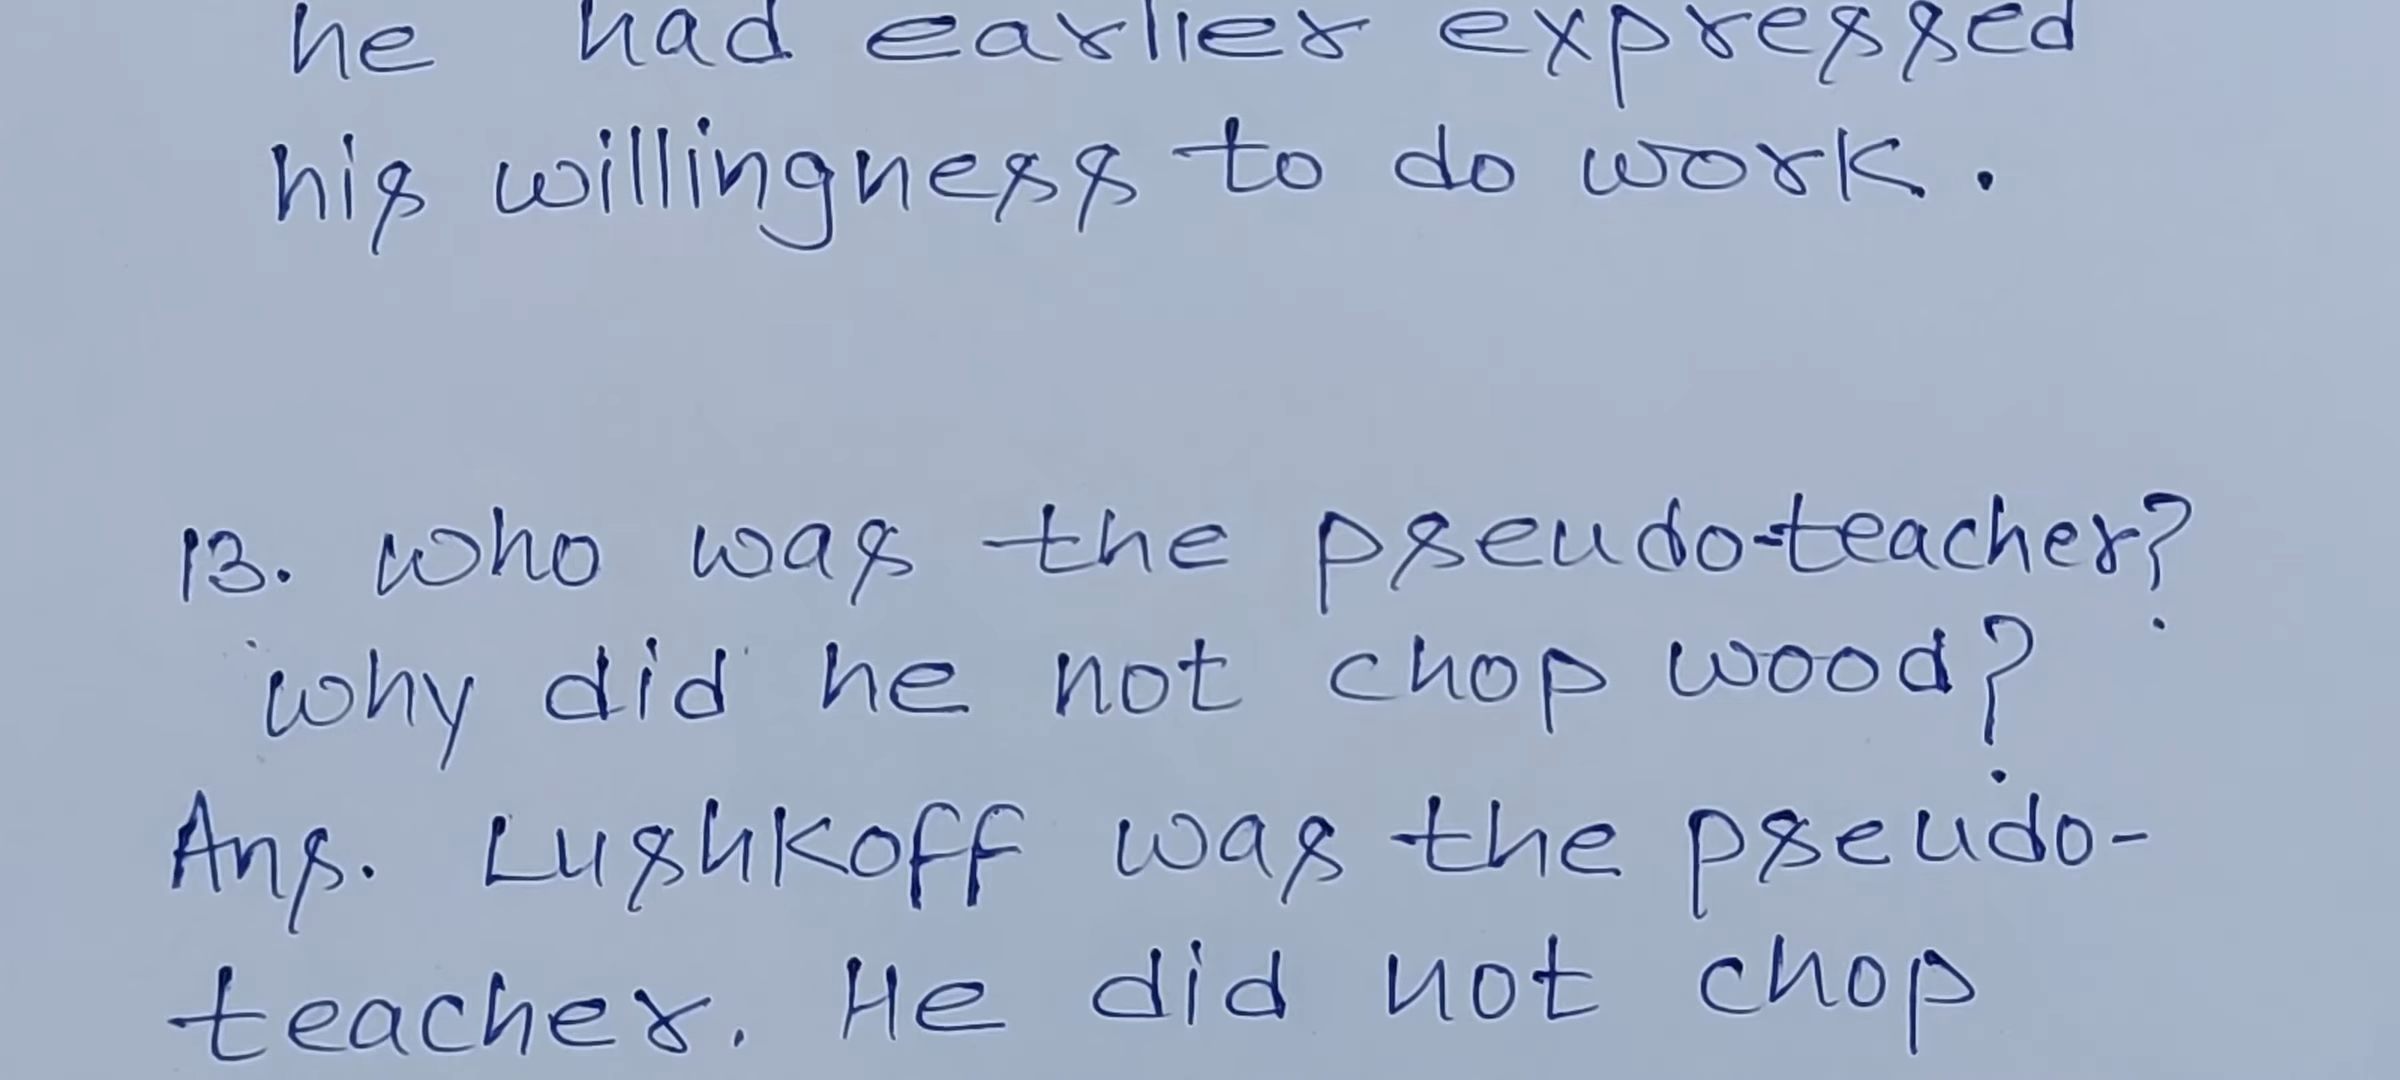 he had earlier expressed
his willingness to do work.
13. Who was the pseudo-teacher?
Why did he not chop wood?
Ans. Lushkoff was the pseudo-
teacher. He did not chop